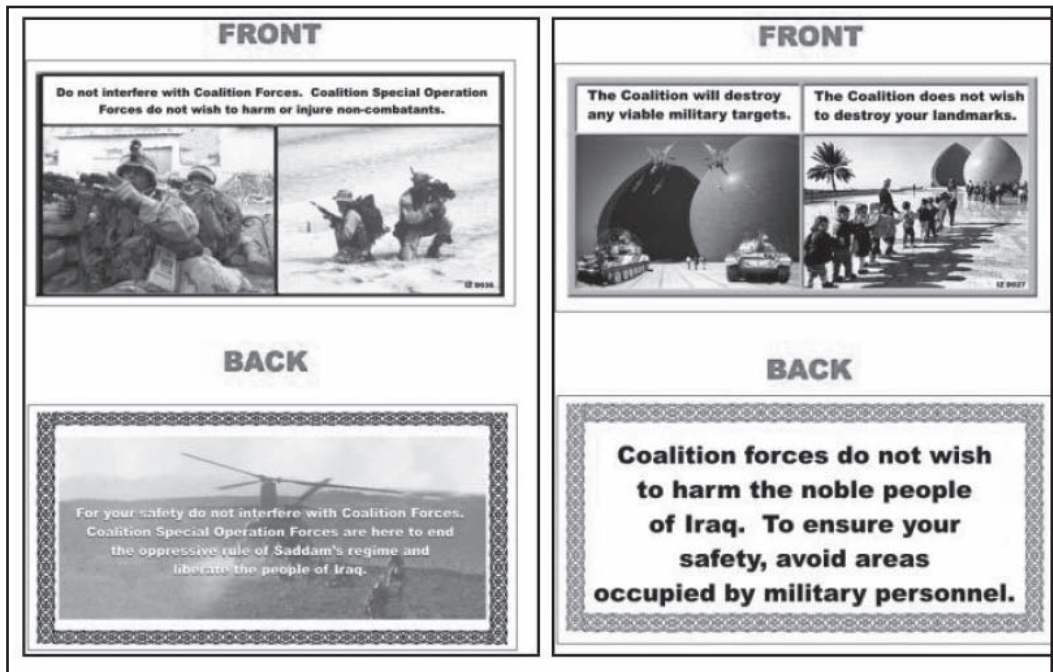 FRONT
Do not interfere with Coalition Forces. Coalition Special Operation
Forces do not wish to harm or injure non-combatants.
IZ D035
BACK
For your safety do not interfere with Coalition Forces.
Coalition Special Operation Forces are here to end
the oppressive rule of Saddam's regime and
liberate the people of Iraq.
FRONT
The Coalition will destroy
any viable military targets.
The Coalition does not wish
to destroy your landmarks.
IZ D027
BACK
Coalition forces do not wish
to harm the noble people
of Iraq. To ensure your
safety, avoid areas
occupied by military personnel.